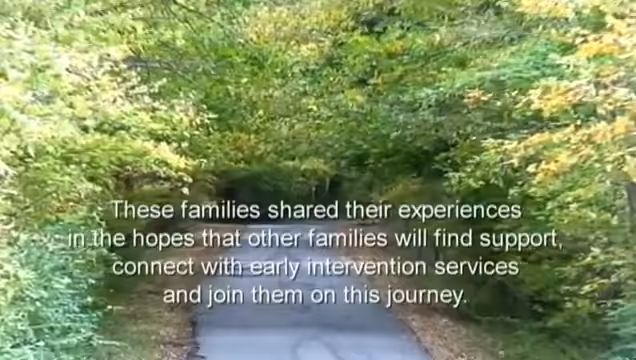 These families shared their experiences
in the hopes that other families will find support,
connect with early intervention services
and join them on this journey.